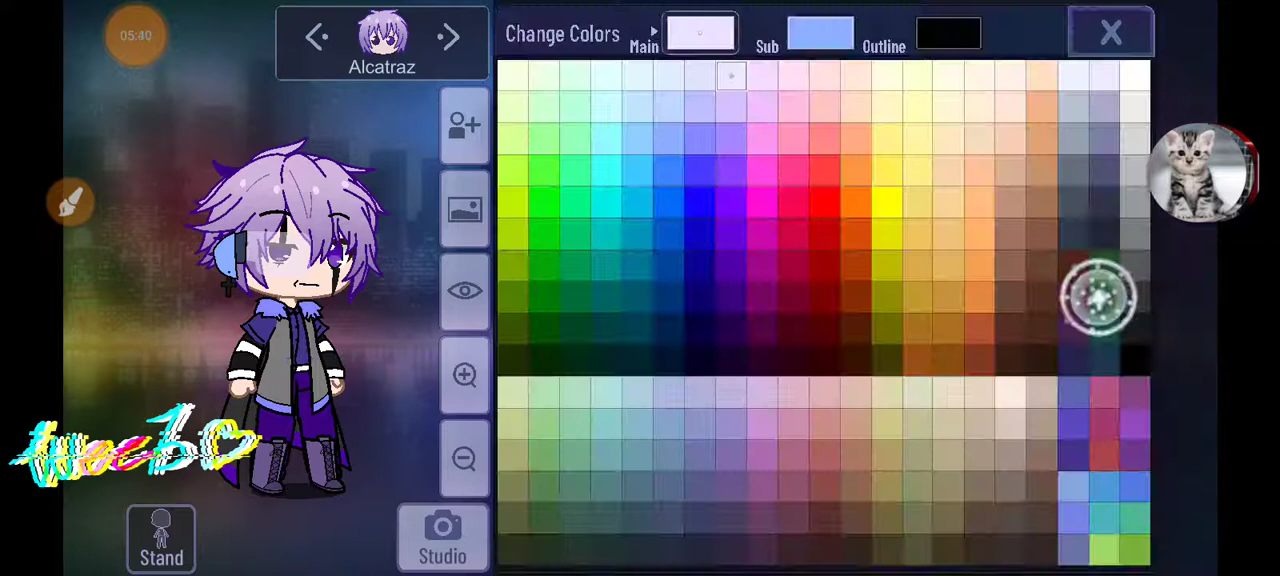 05:40
Alcatraz
Change Colors
Main
Sub
Outline
X
Stand
Studio